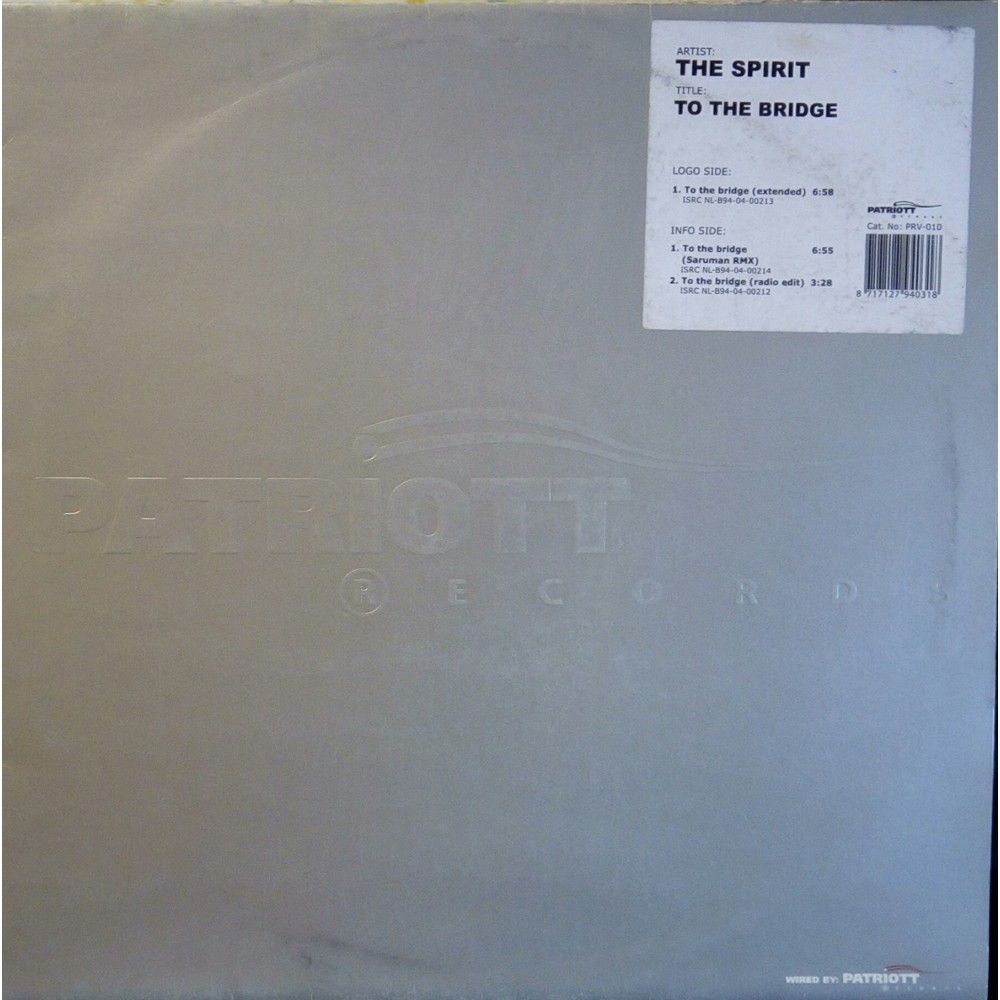 ARTIST:
THE SPIRIT
TITLE:
TO THE BRIDGE
LOGO SIDE:
1. To the bridge (extended) 6:58
ISRC NL-B94-04-00213
INFO SIDE:
1. To the bridge 6:55
(Saruman RMX)
ISRC NL-B94-04-00214
2. To the bridge (radio edit) 3:28
ISRC NL-B94-04-00212
PATRIOTT
RECORDS
Cat. No: PRV-010
8 717127 940318
PATRIOTT
RECORDS
WIRED BY: PATRIOTT
RECORDS